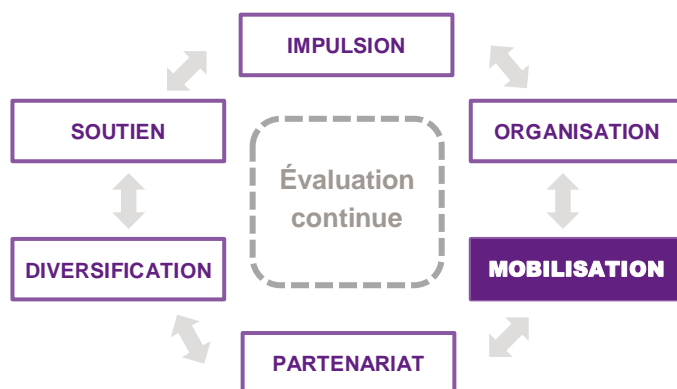 IMPULSION
SOUTIEN
ORGANISATION
Évaluation
continue
DIVERSIFICATION
MOBILISATION
PARTENARIAT